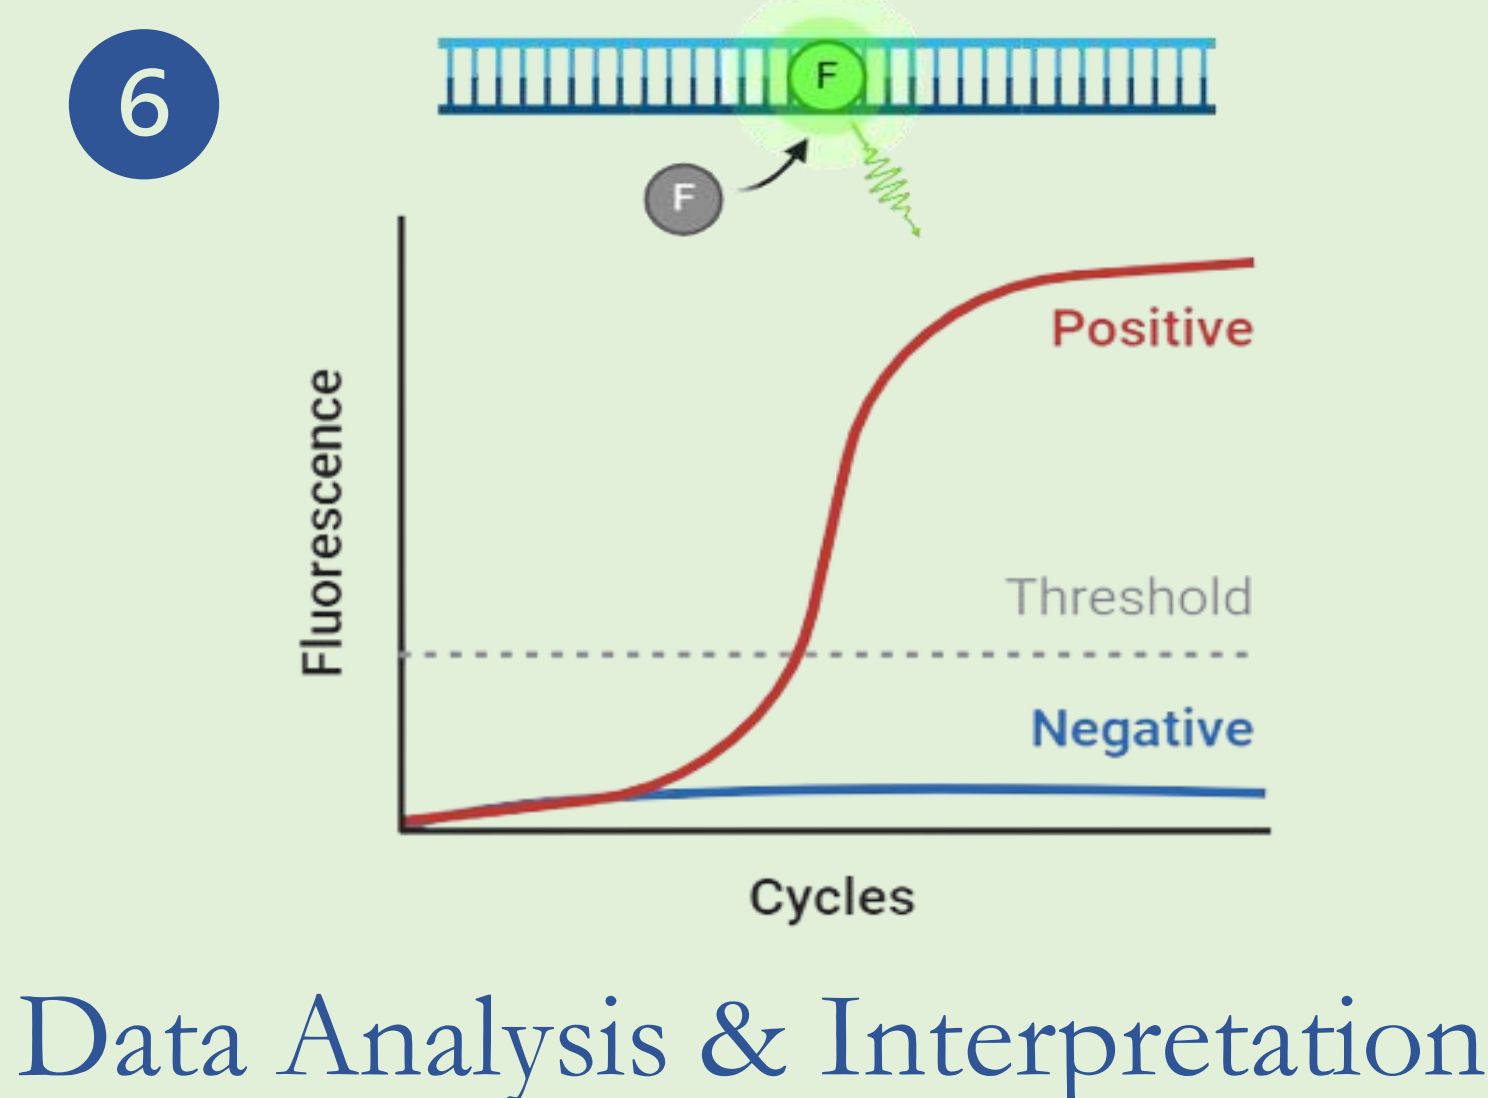 6
F
F
Positive
Fluorescence
Threshold
Negative
Cycles
Data Analysis & Interpretation